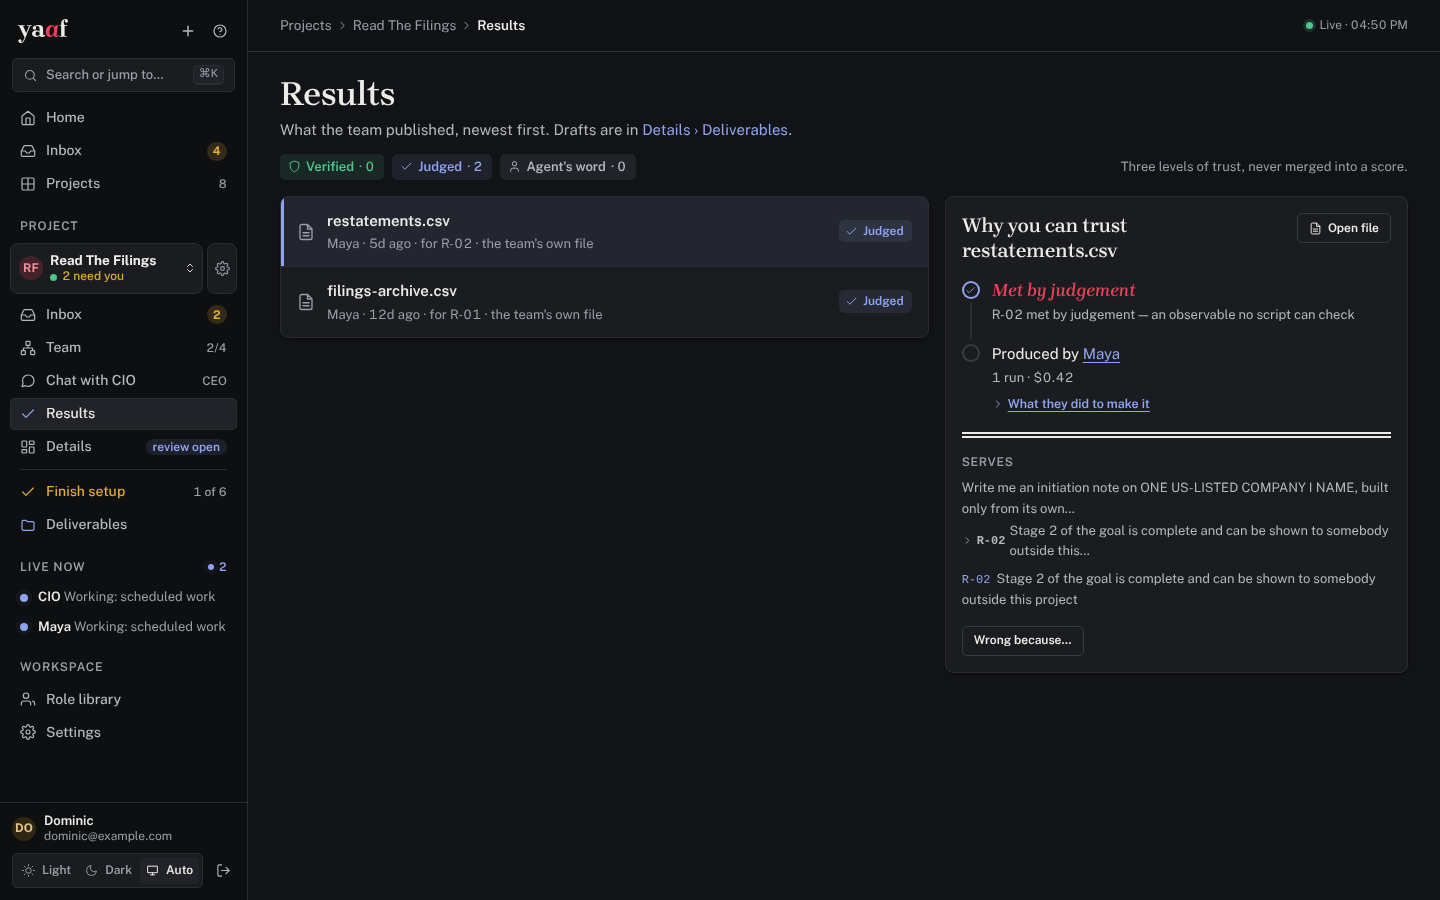 yaaf
Search or jump to... ⌘K
Home
Inbox 4
Projects 8
PROJECT
RF Read The Filings
2 need you
Inbox 2
Team 2/4
Chat with CIO CEO
Results
Details review open
Finish setup 1 of 6
Deliverables
LIVE NOW 2
CIO Working: scheduled work
Maya Working: scheduled work
WORKSPACE
Role library
Settings
DO Dominic
dominic@example.com
Light Dark Auto
Projects > Read The Filings > Results
Live · 04:50 PM
Results
What the team published, newest first. Drafts are in Details › Deliverables.
Verified · 0 Judged · 2 Agent's word · 0
Three levels of trust, never merged into a score.
restatements.csv
Maya · 5d ago · for R-02 · the team's own file
Judged
filings-archive.csv
Maya · 12d ago · for R-01 · the team's own file
Judged
Why you can trust
restatements.csv
Open file
Met by judgement
R-02 met by judgement — an observable no script can check
Produced by Maya
1 run · $0.42
What they did to make it
SERVES
Write me an initiation note on ONE US-LISTED COMPANY I NAME, built
only from its own...
R-02 Stage 2 of the goal is complete and can be shown to somebody
outside this...
R-02 Stage 2 of the goal is complete and can be shown to somebody
outside this project
Wrong because...